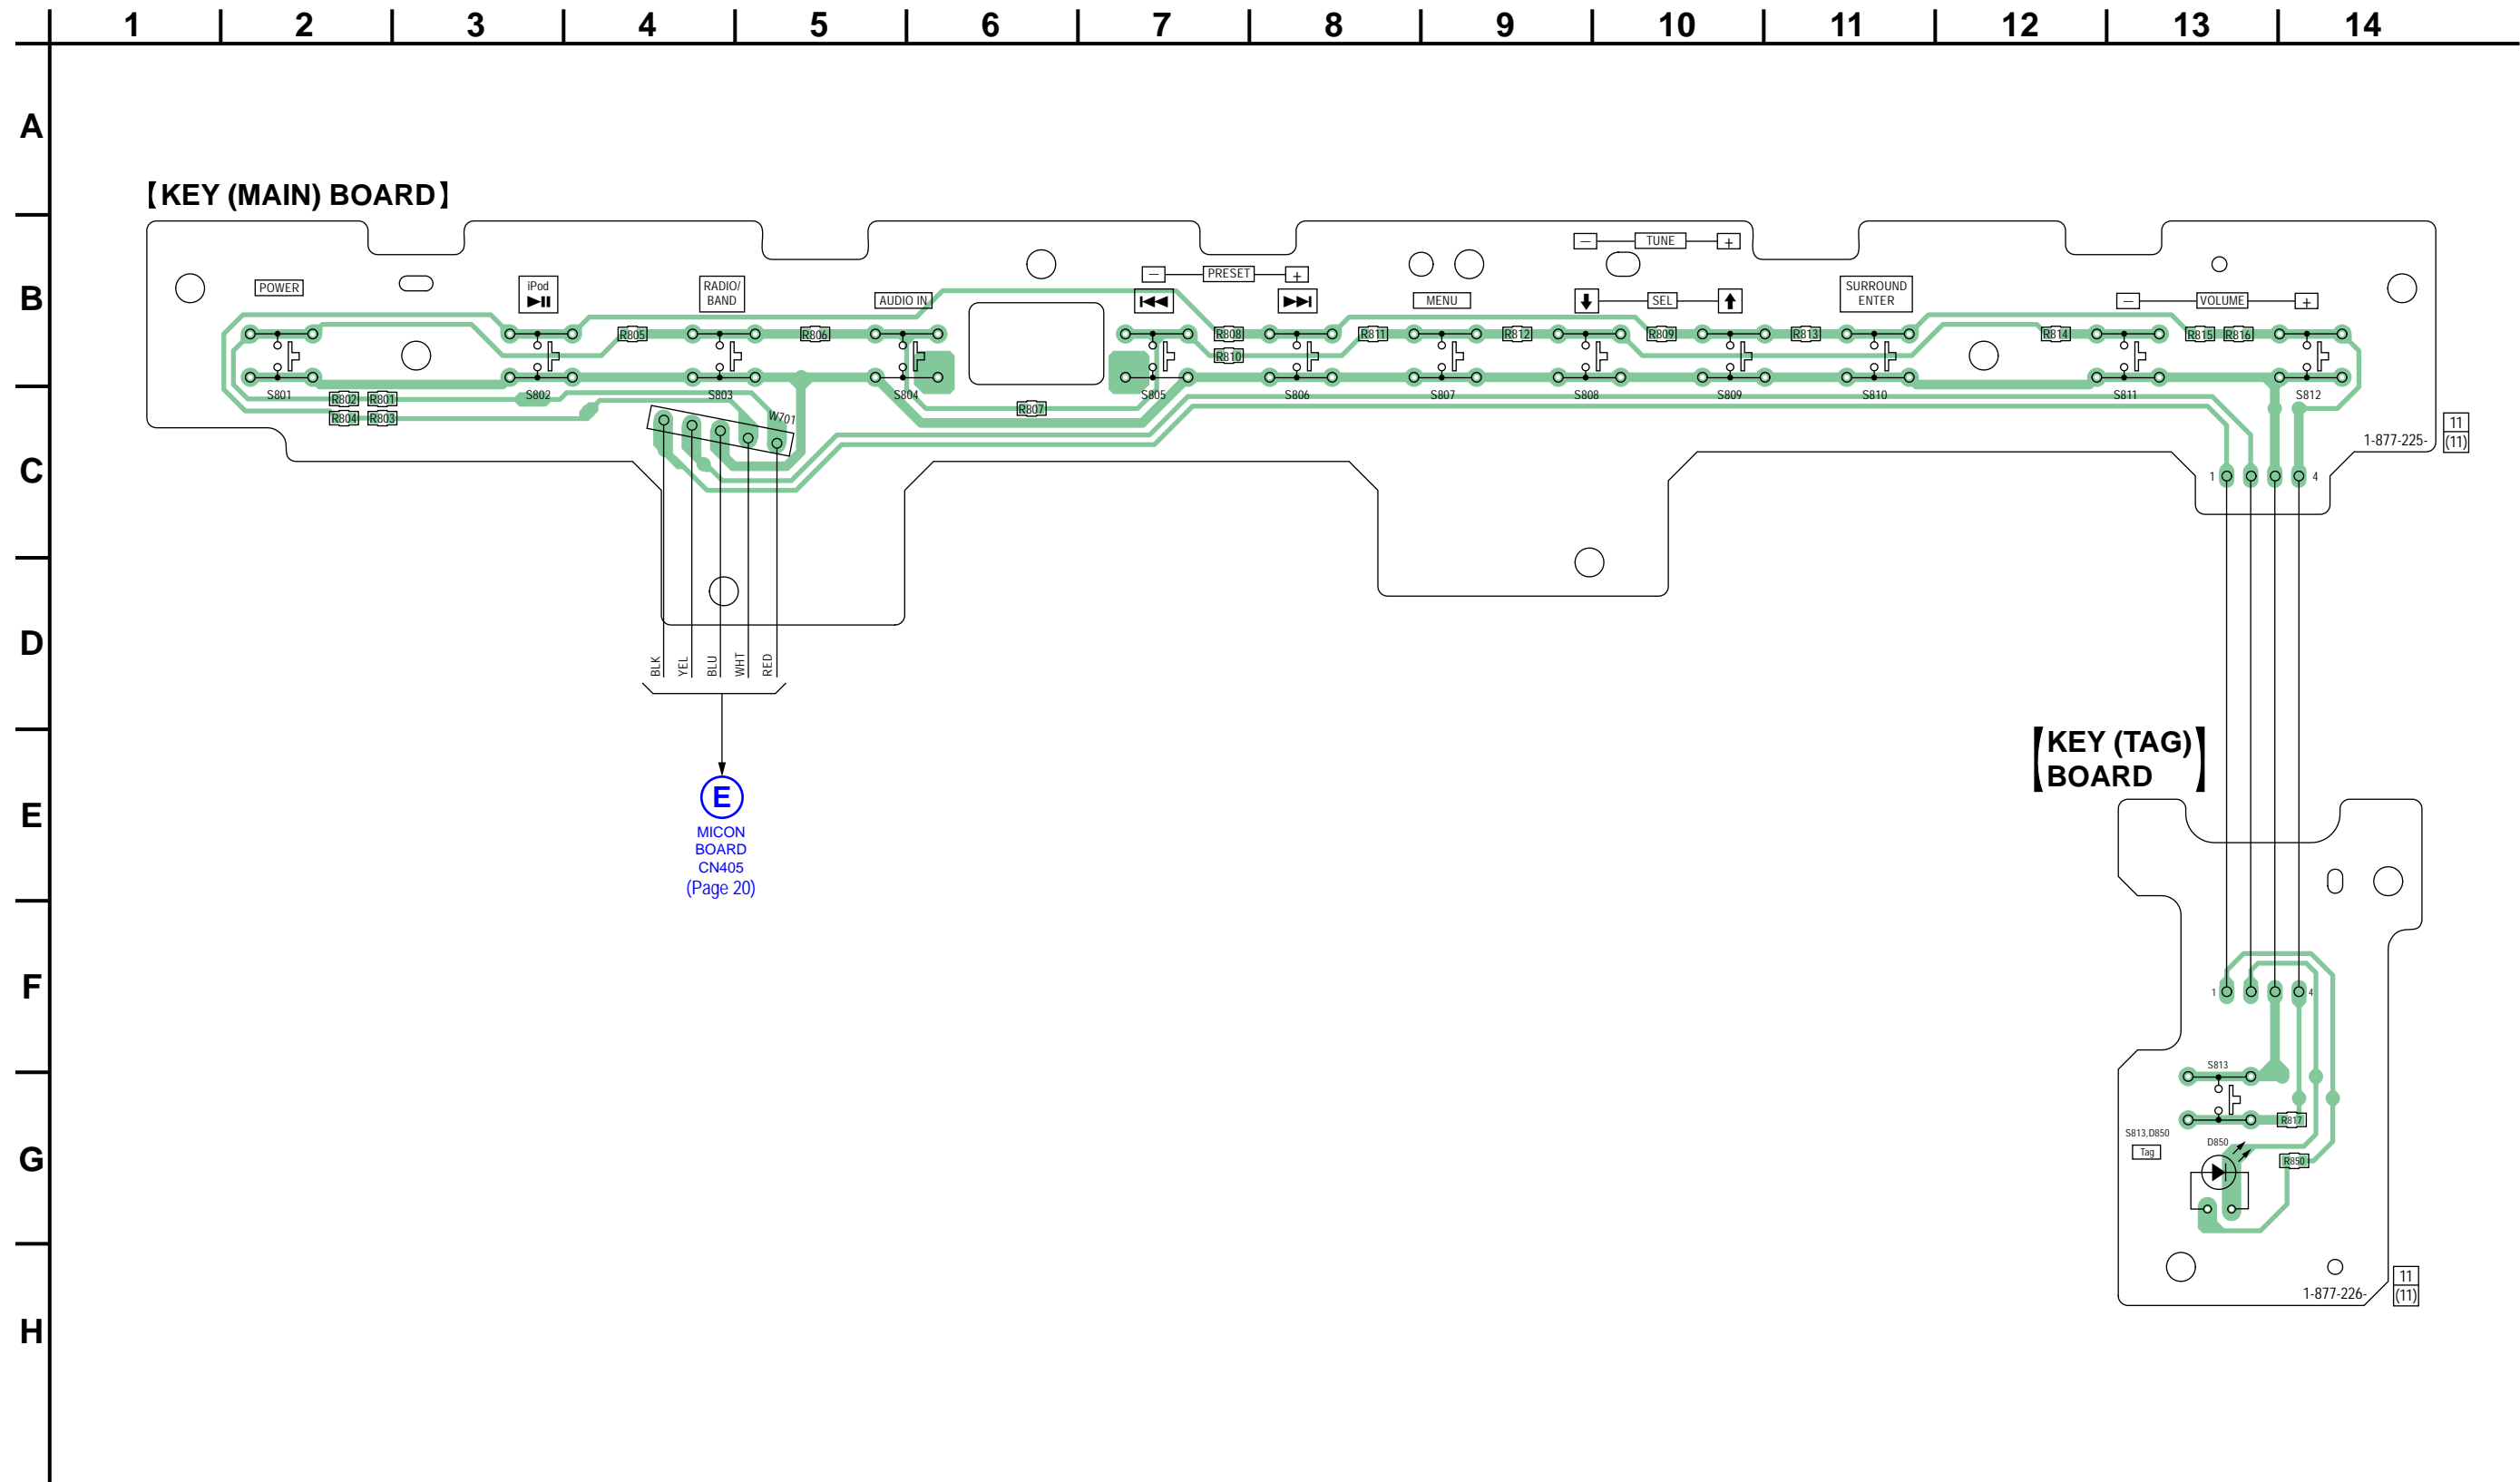 1 2 3 4 5 6 7 8 9 10 11 12 13 14
A
【KEY (MAIN) BOARD】
B
− TUNE +
− PRESET +
POWER
iPod
RADIO/
BAND
AUDIO IN
MENU
SEL
SURROUND
ENTER
− VOLUME +
R805 R806 R808 R811 R812 R809 R813 R814 R815 R816
R810
S801 S802 S803 S804 S805 S806 S807 S808 S809 S810 S811 S812
R802 R801
R804 R803
R807
W701
1-877-225-
11
(11)
C
1 4
D
BLK
YEL
BLU
WHT
RED
【KEY (TAG)
BOARD】
E
E
MICON
BOARD
CN405
(Page 20)
F
1 4
S813
R817
S813,D850
Tag
D850
R850
G
1-877-226-
11
(11)
H